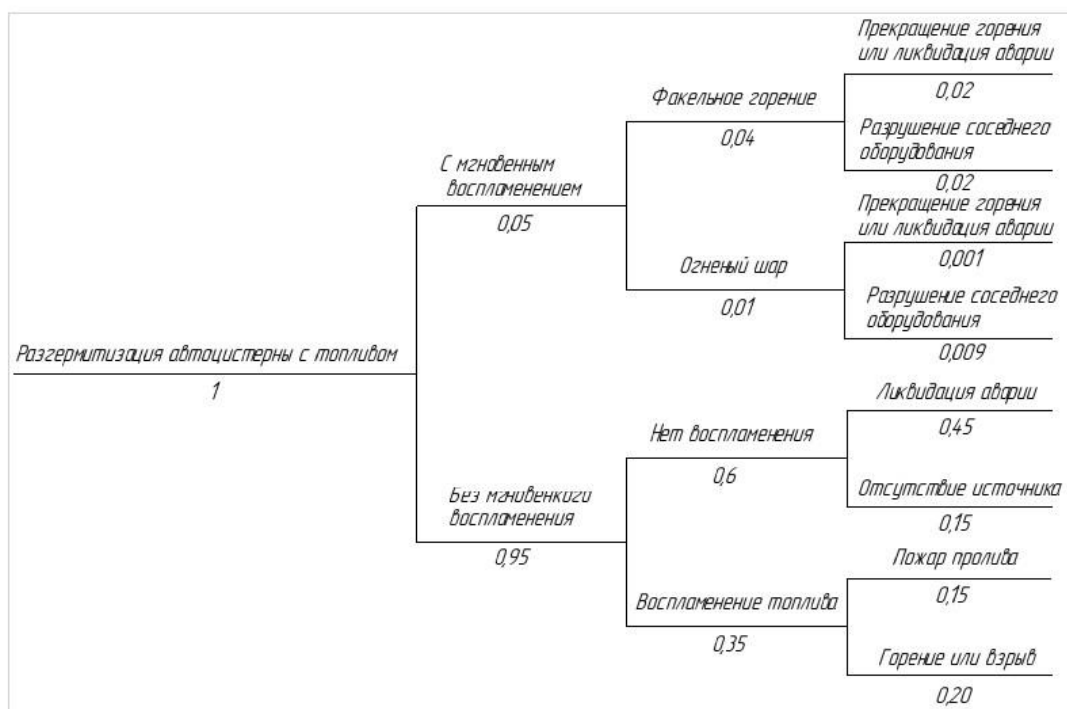 Прекращение горения
или ликвидация аварии
0,02
Факельное горение
0,04
Разрушение соседнего
оборудования
0,02
С мгновенным
воспламенением
0,05
Прекращение горения
или ликвидация аварии
0,001
Огненый шар
0,01
Разрушение соседнего
оборудования
0,009
Разгермитизация автоцистерны с топливом
1
Ликвидация аварии
0,45
Нет воспламенения
0,6
Отсутствие источника
0,15
Без мгновенкого
воспламенения
0,95
Пожар пролива
0,15
Воспламенение топлива
0,35
Горение или взрыв
0,20